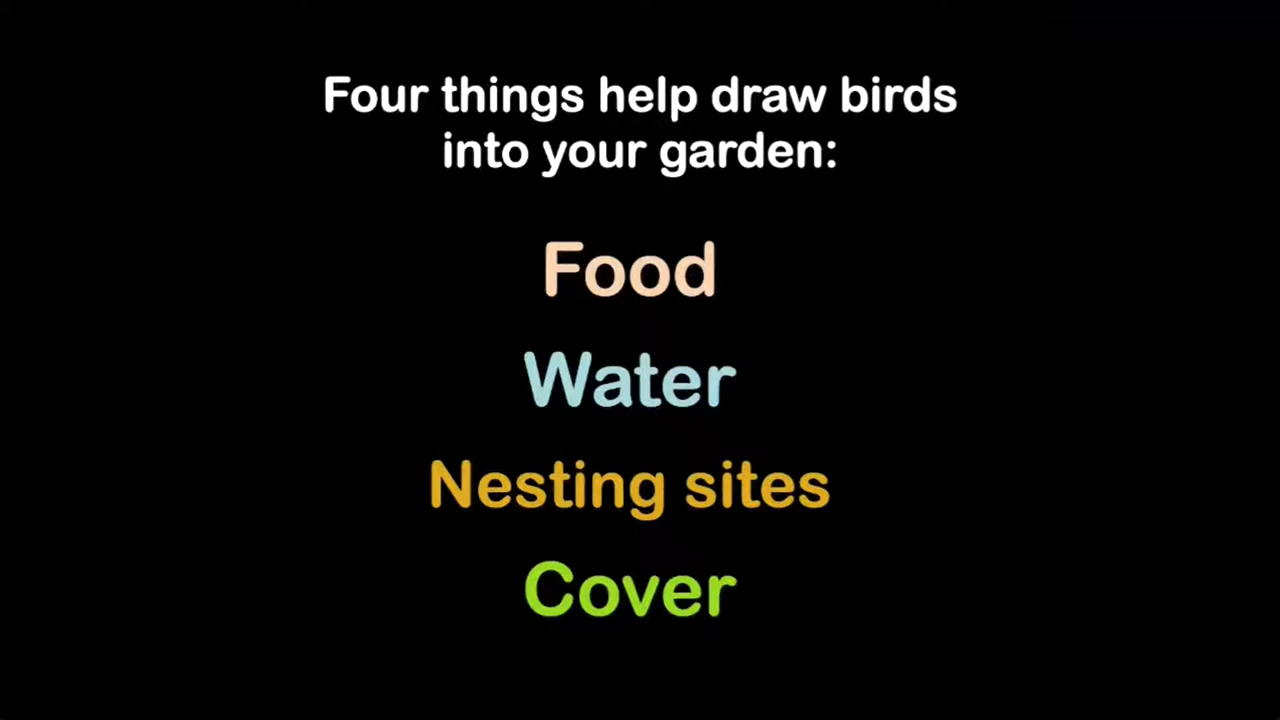 Four things help draw birds
into your garden:
Food
Water
Nesting sites
Cover